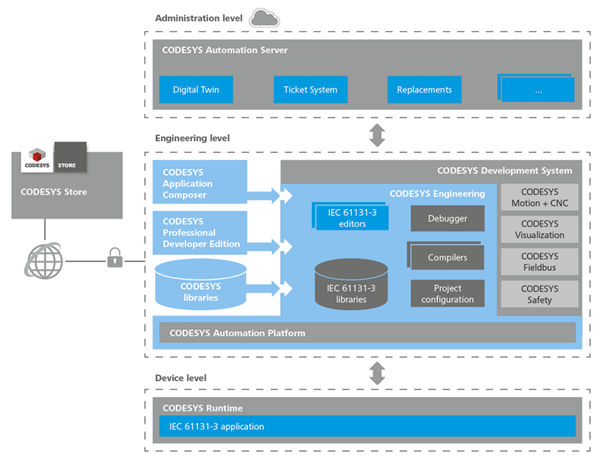 Administration level
CODESYS Automation Server
Digital Twin
Ticket System
Replacements
...
Engineering level
CODESYS
STORE
CODESYS Store
CODESYS
Application
Composer
CODESYS
Professional
Developer Edition
CODESYS
libraries
CODESYS Development System
CODESYS Engineering
IEC 61131-3
editors
Debugger
Compilers
IEC 61131-3
libraries
Project
configuration
CODESYS
Motion + CNC
CODESYS
Visualization
CODESYS
Fieldbus
CODESYS
Safety
CODESYS Automation Platform
Device level
CODESYS Runtime
IEC 61131-3 application